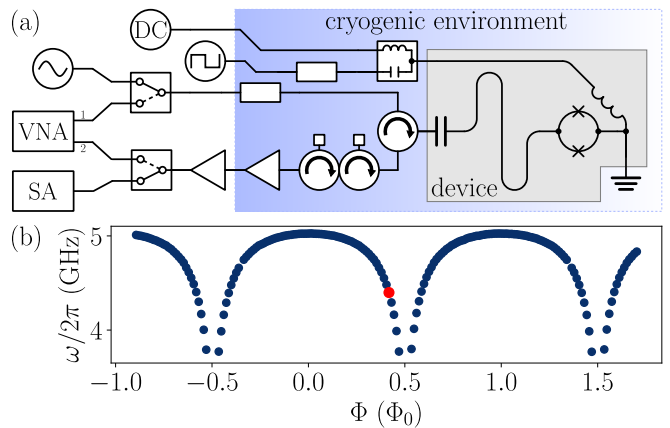 (a)
cryogenic environment
DC
VNA
1
2
SA
device
(b)
ω/2π (GHz)
5
4
−1.0 −0.5 0.0 0.5 1.0 1.5
Φ (Φ₀)